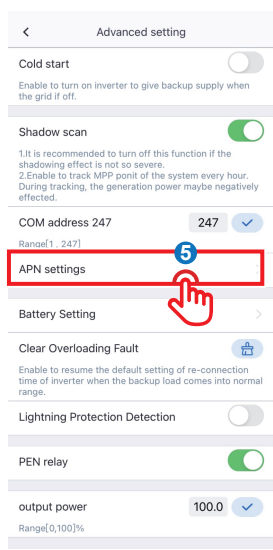 Advanced setting
Cold start
Enable to turn on inverter to give backup supply when
the grid if off.
Shadow scan
1.It is recommended to turn off this function if the
shadowing effect is not so severe.
2.Enable to track MPP ponit of the system every hour.
During tracking, the generation power maybe negatively
effected.
COM address 247
247
Range[1 , 247]
5
APN settings
Battery Setting
Clear Overloading Fault
Enable to resume the default setting of re-connection
time of inverter when the backup load comes into normal
range.
Lightning Protection Detection
PEN relay
output power
100.0
Range[0,100]%